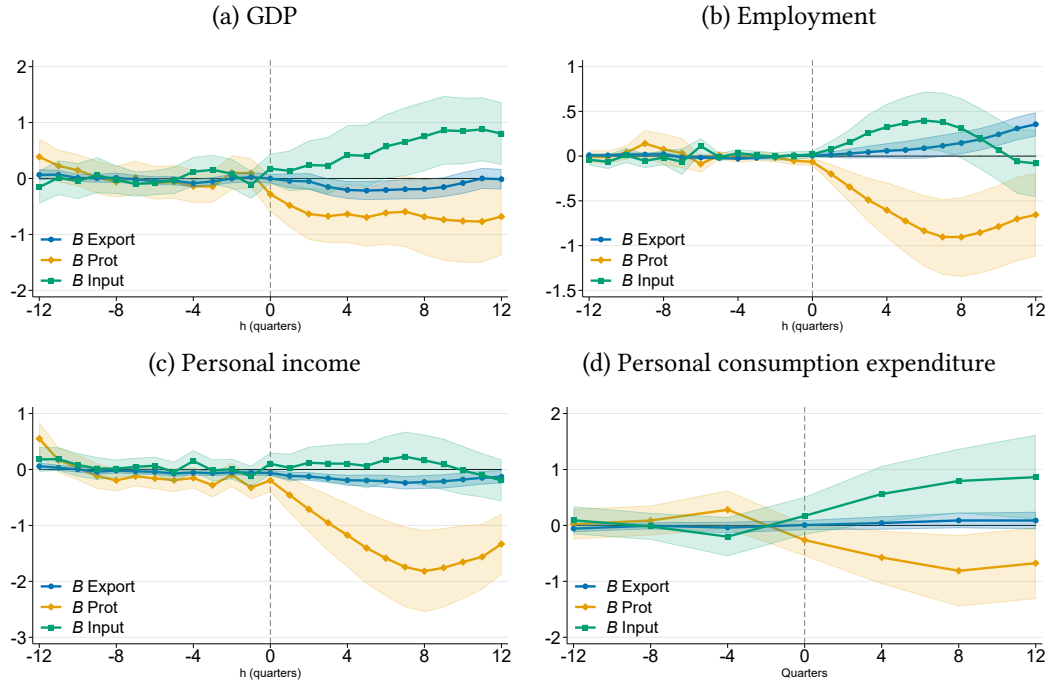 (a) GDP
2
1
0
-1
-2
B Export
B Prot
B Input
-12
-8
-4
0
4
8
12
h (quarters)
(b) Employment
1
.5
0
-.5
-1
-1.5
B Export
B Prot
B Input
-12
-8
-4
0
4
8
12
h (quarters)
(c) Personal income
1
0
-1
-2
-3
B Export
B Prot
B Input
-12
-8
-4
0
4
8
12
h (quarters)
(d) Personal consumption expenditure
2
1
0
-1
2
B Export
B Prot
B Input
-12
-8
-4
0
4
8
12
Quarters